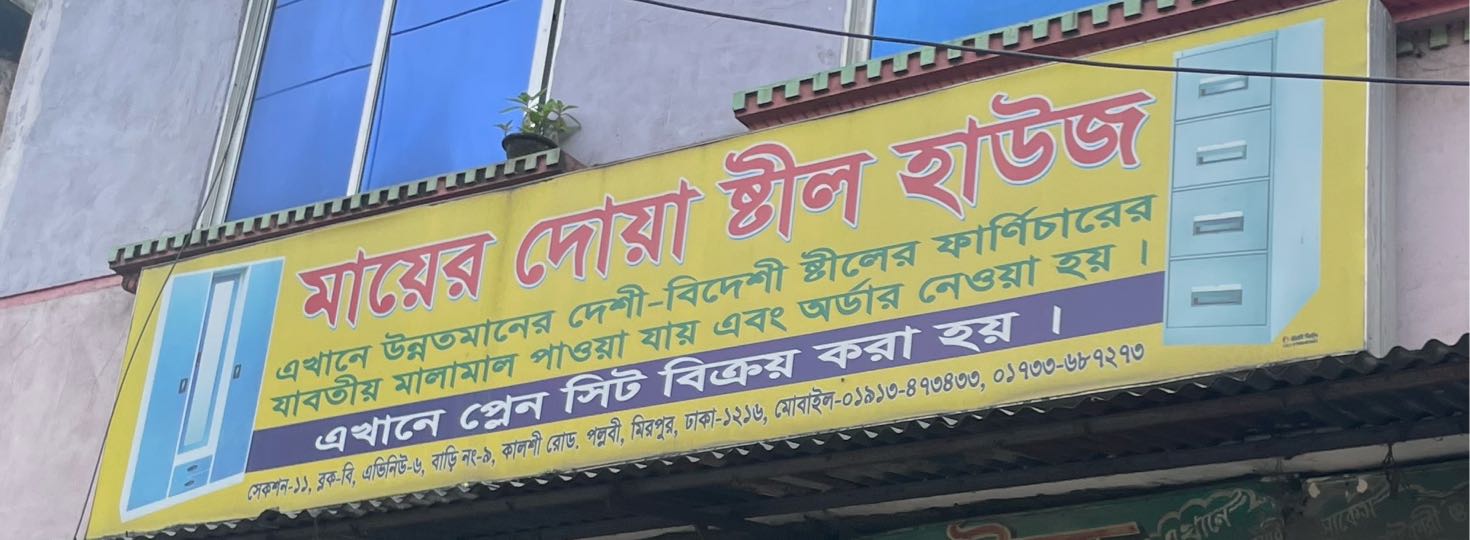 মায়ের দোয়া ষ্টীল হাউজ
এখানে উন্নতমানের দেশী-বিদেশী ষ্টীলের ফার্ণিচারের
যাবতীয় মালামাল পাওয়া যায় এবং অর্ডার নেওয়া হয় ।
এখানে প্লেন সিট বিক্রয় করা হয় ।
সেকশন-১১, ব্লক-বি, এভিনিউ-৬, বাড়ি নং-৯, কালশী রোড. পল্লবী, মিরপুর, ঢাকা-১২১৬, মোবাইল-০১৯১৩-৪৭৩৪৩৩, ০১৭৩৩-৬৮৭২৭৩
এখানে